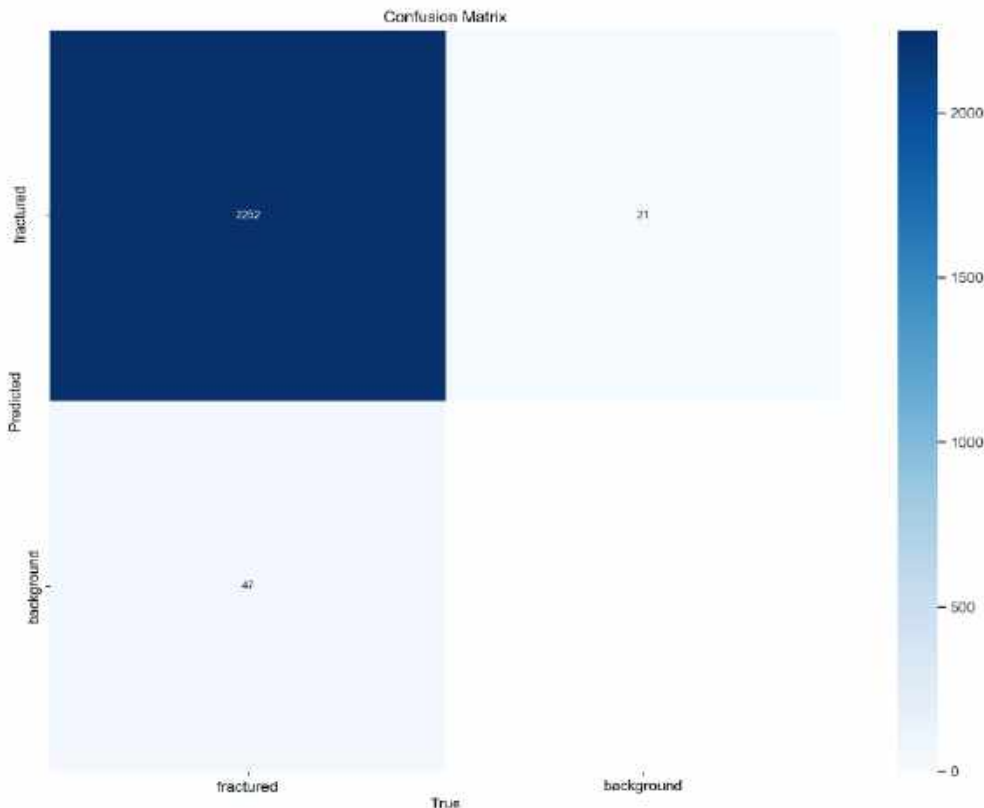 Confusion Matrix
fractured
Predicted
background
2252
21
47
fractured
background
True
2000
1500
1000
500
0